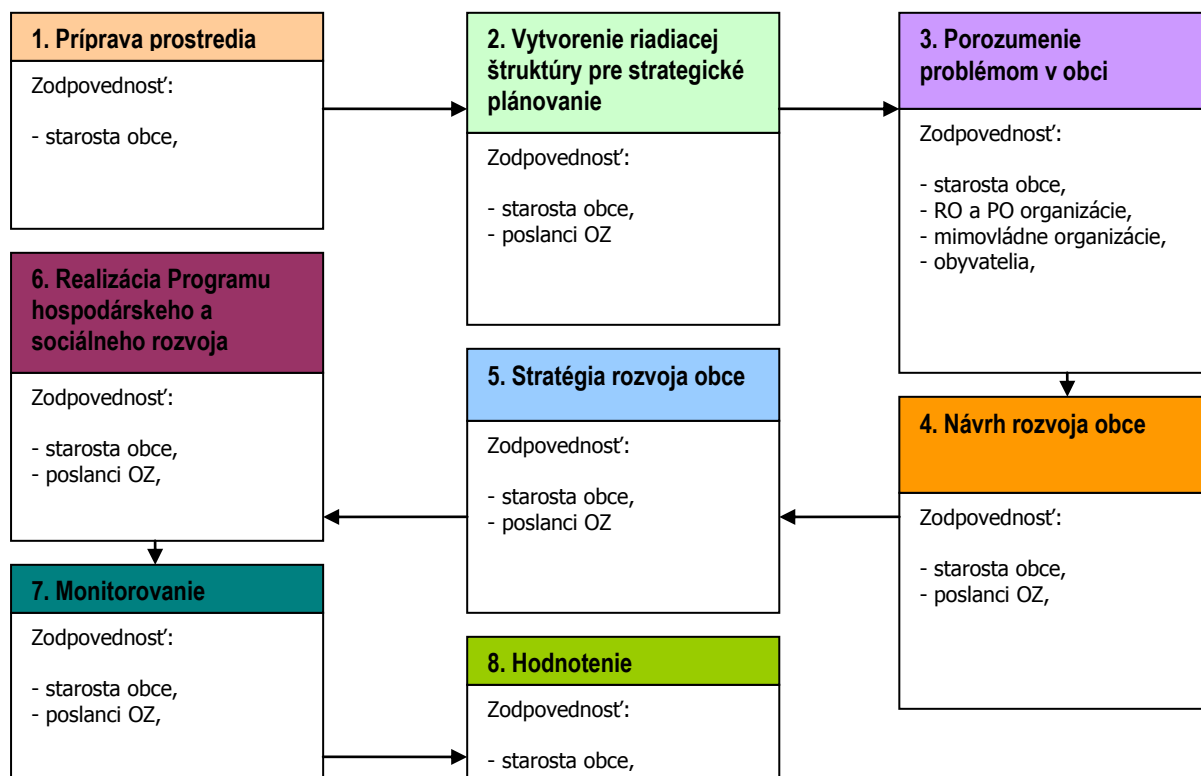 1. Príprava prostredia
Zodpovednosť:
- starosta obce,
2. Vytvorenie riadiacej
štruktúry pre strategické
plánovanie
Zodpovednosť:
- starosta obce,
- poslanci OZ
3. Porozumenie
problémom v obci
Zodpovednosť:
- starosta obce,
- RO a PO organizácie,
- mimovládne organizácie,
- obyvatelia,
4. Návrh rozvoja obce
Zodpovednosť:
- starosta obce,
- poslanci OZ,
5. Stratégia rozvoja obce
Zodpovednosť:
- starosta obce,
- poslanci OZ
6. Realizácia Programu
hospodárskeho a
sociálneho rozvoja
Zodpovednosť:
- starosta obce,
- poslanci OZ,
7. Monitorovanie
Zodpovednosť:
- starosta obce,
- poslanci OZ,
8. Hodnotenie
Zodpovednosť:
- starosta obce,